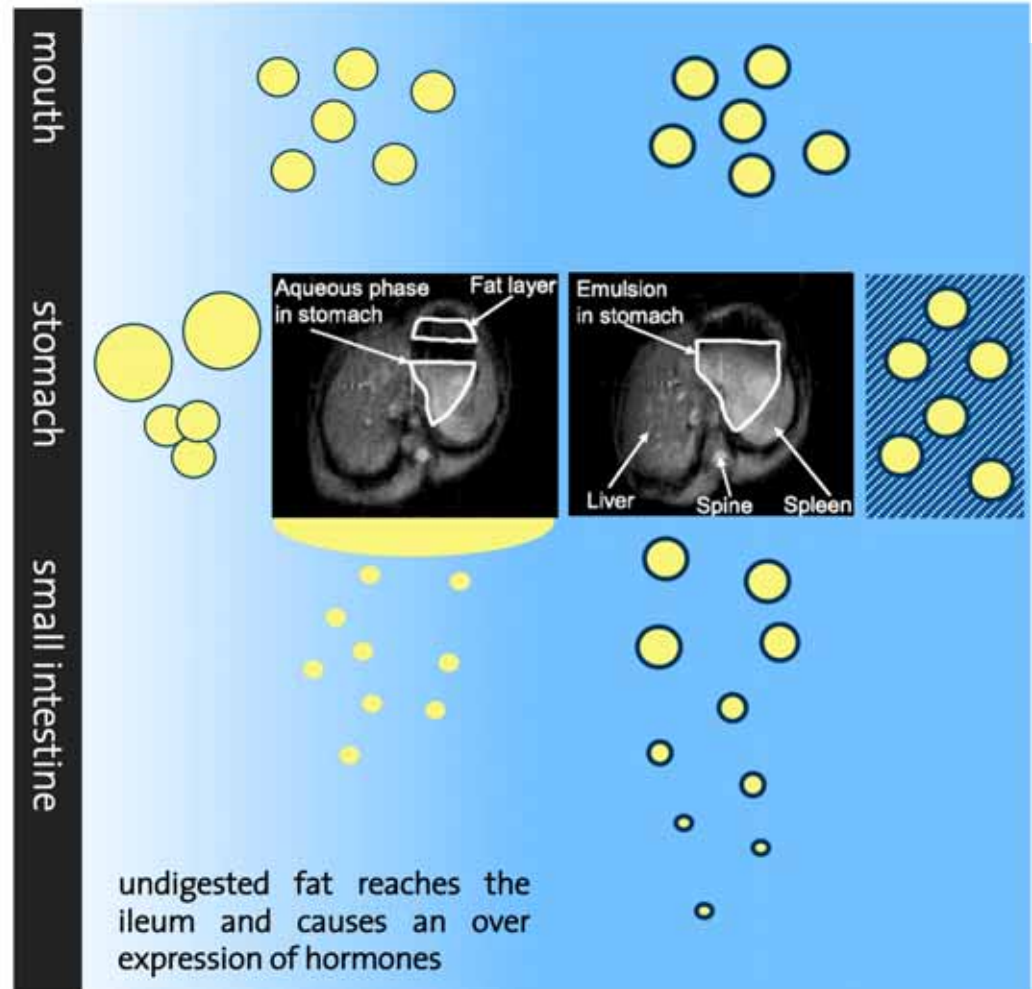 mouth
stomach
small intestine
Aqueous phase
in stomach
Fat layer
Emulsion
in stomach
Liver
Spine
Spleen
undigested fat reaches the
ileum and causes an over
expression of hormones